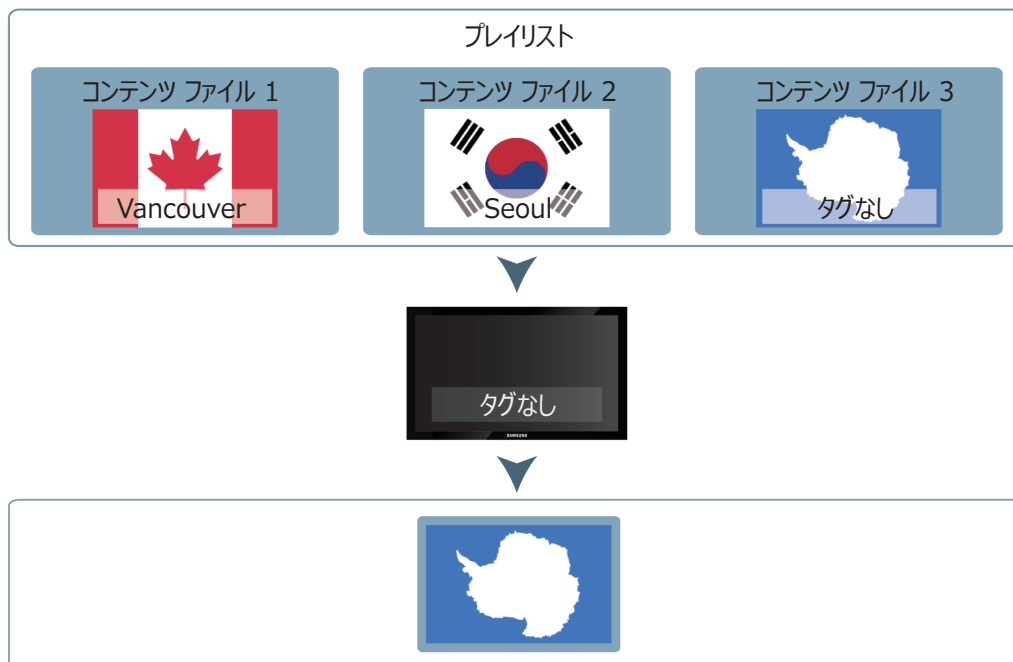 プレイリスト
コンテンツ ファイル 1
コンテンツ ファイル 2
コンテンツ ファイル 3
Vancouver
Seoul
タグなし
タグなし
SAMSUNG